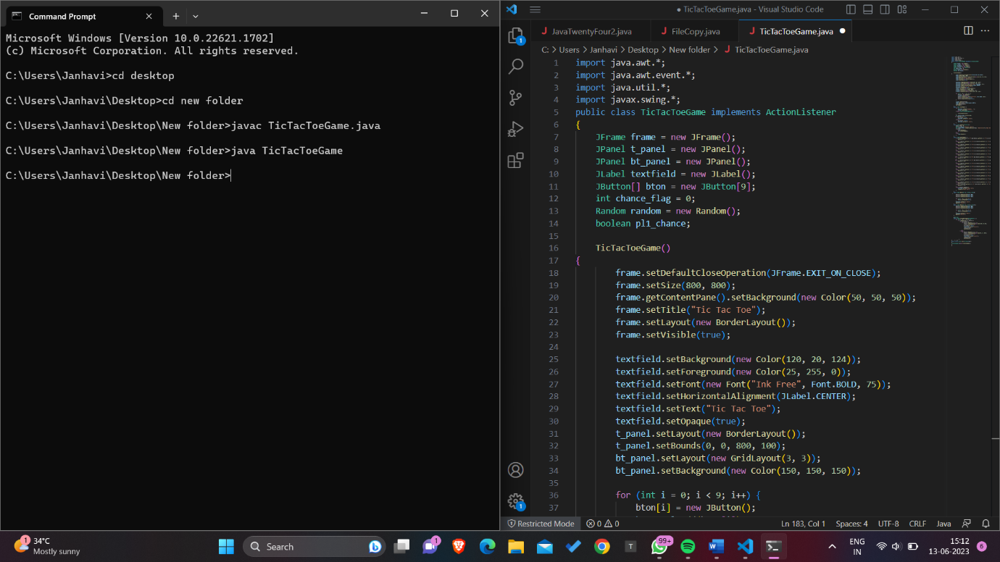 Command Prompt
Microsoft Windows [Version 10.0.22621.1702]
(c) Microsoft Corporation. All rights reserved.
C:\Users\Janhavi>cd desktop
C:\Users\Janhavi\Desktop>cd new folder
C:\Users\Janhavi\Desktop\New folder>javac TicTacToeGame.java
C:\Users\Janhavi\Desktop\New folder>java TicTacToeGame
C:\Users\Janhavi\Desktop\New folder>
● TicTacToeGame.java - Visual Studio Code
JavaTwentyFour2.java FileCopy.java TicTacToeGame.java
C: > Users > Janhavi > Desktop > New folder > TicTacToeGame.java
1 import java.awt.*;
2 import java.awt.event.*;
3 import java.util.*;
4 import javax.swing.*;
5 public class TicTacToeGame implements ActionListener
6 {
7 JFrame frame = new JFrame();
8 JPanel t_panel = new JPanel();
9 JPanel bt_panel = new JPanel();
10 JLabel textfield = new JLabel();
11 JButton[] bton = new JButton[9];
12 int chance_flag = 0;
13 Random random = new Random();
14 boolean pl1_chance;
15
16 TicTacToeGame()
17 {
18 frame.setDefaultCloseOperation(JFrame.EXIT_ON_CLOSE);
19 frame.setSize(800, 800);
20 frame.getContentPane().setBackground(new Color(50, 50, 50));
21 frame.setTitle("Tic Tac Toe");
22 frame.setLayout(new BorderLayout());
23 frame.setVisible(true);
24
25 textfield.setBackground(new Color(120, 20, 124));
26 textfield.setForeground(new Color(25, 255, 0));
27 textfield.setFont(new Font("Ink Free", Font.BOLD, 75));
28 textfield.setHorizontalAlignment(JLabel.CENTER);
29 textfield.setText("Tic Tac Toe");
30 textfield.setOpaque(true);
31 t_panel.setLayout(new BorderLayout());
32 t_panel.setBounds(0, 0, 800, 100);
33 bt_panel.setLayout(new GridLayout(3, 3));
34 bt_panel.setBackground(new Color(150, 150, 150));
35
36 for (int i = 0; i < 9; i++) {
37 bton[i] = new JButton();
1
1
Restricted Mode 0 0 Ln 183, Col 1 Spaces: 4 UTF-8 CRLF Java
1 34°C
Mostly sunny
Search
1
T
99+
ENG
IN
15:12
13-06-2023
6